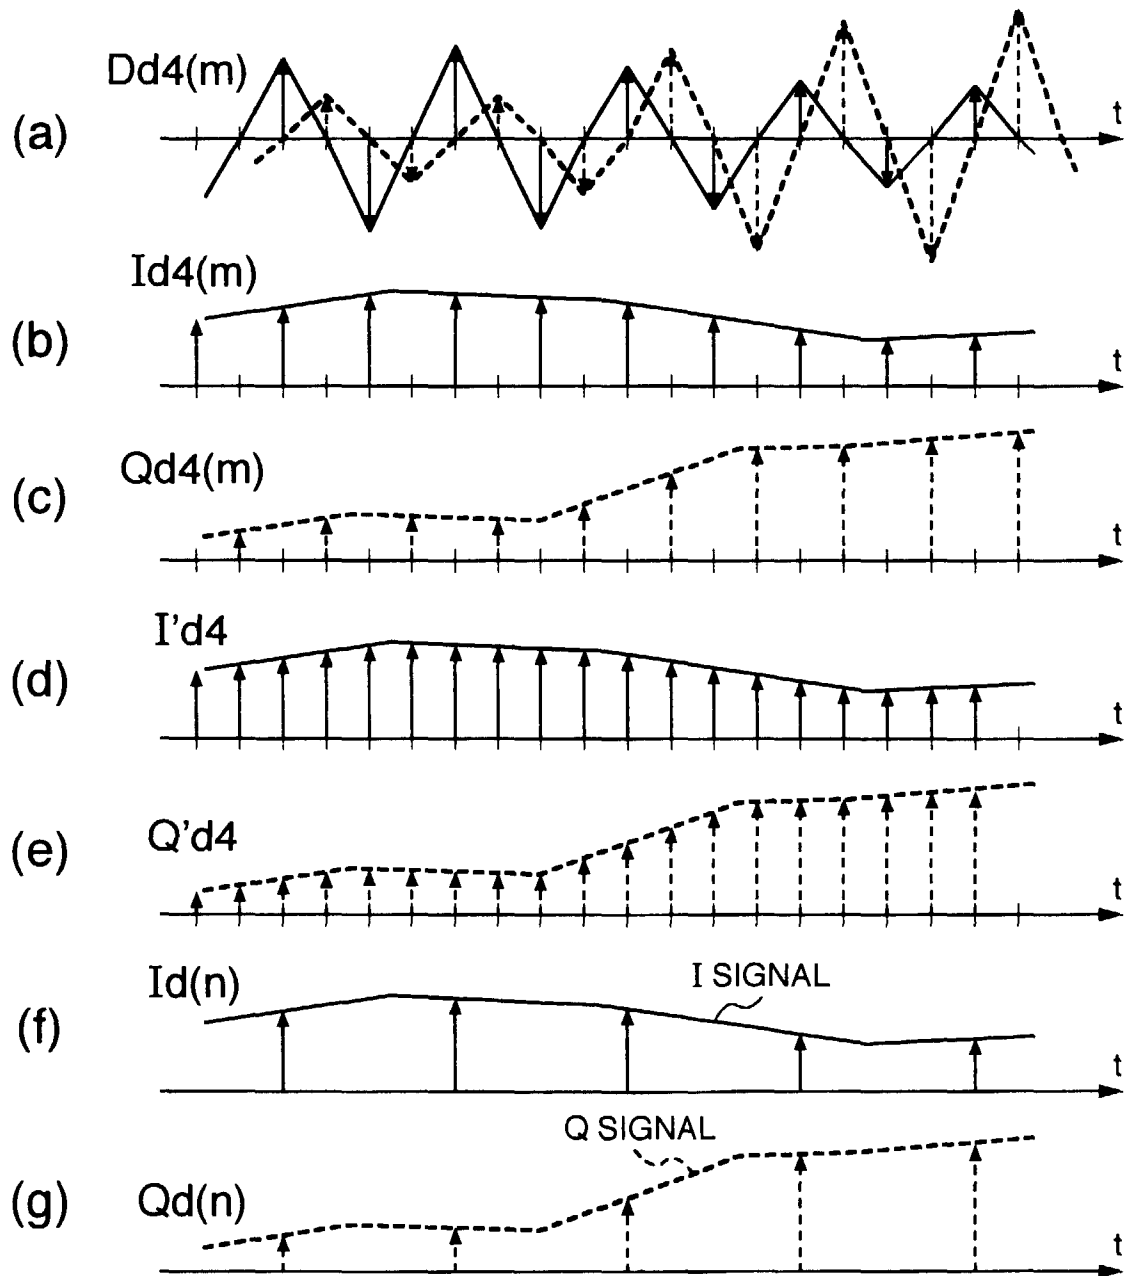 Dd4(m)
t
(a)
Id4(m)
(b)
t
Qd4(m)
(c)
t
I'd4
(d)
t
Q'd4
(e)
t
Id(n)
I SIGNAL
(f)
t
Q SIGNAL
(g)
Qd(n)
t